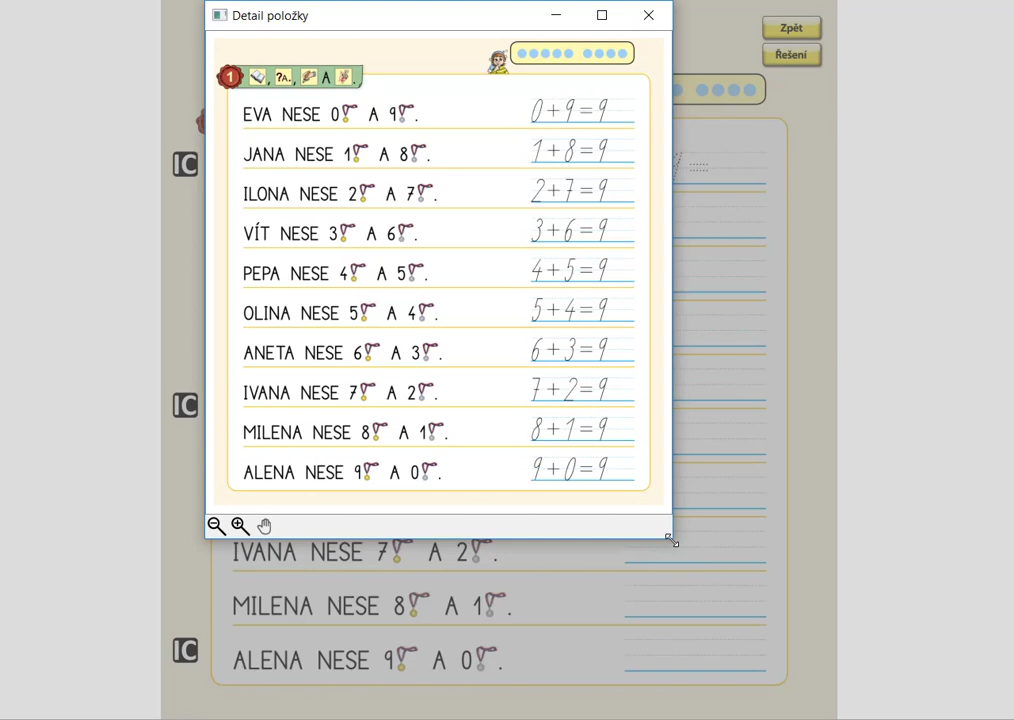 Detail položky
Zpět
Řešení
1 , ?A., A .
EVA NESE 0 A 9. 0+9=9
JANA NESE 1 A 8. 1+8=9
ILONA NESE 2 A 7. 2+7=9
VÍT NESE 3 A 6. 3+6=9
PEPA NESE 4 A 5. 4+5=9
OLINA NESE 5 A 4. 5+4=9
ANETA NESE 6 A 3. 6+3=9
IVANA NESE 7 A 2. 7+2=9
MILENA NESE 8 A 1. 8+1=9
ALENA NESE 9 A 0. 9+0=9
IC
IC
IVANA NESE 7 A 2.
MILENA NESE 8 A 1.
IC
ALENA NESE 9 A 0.